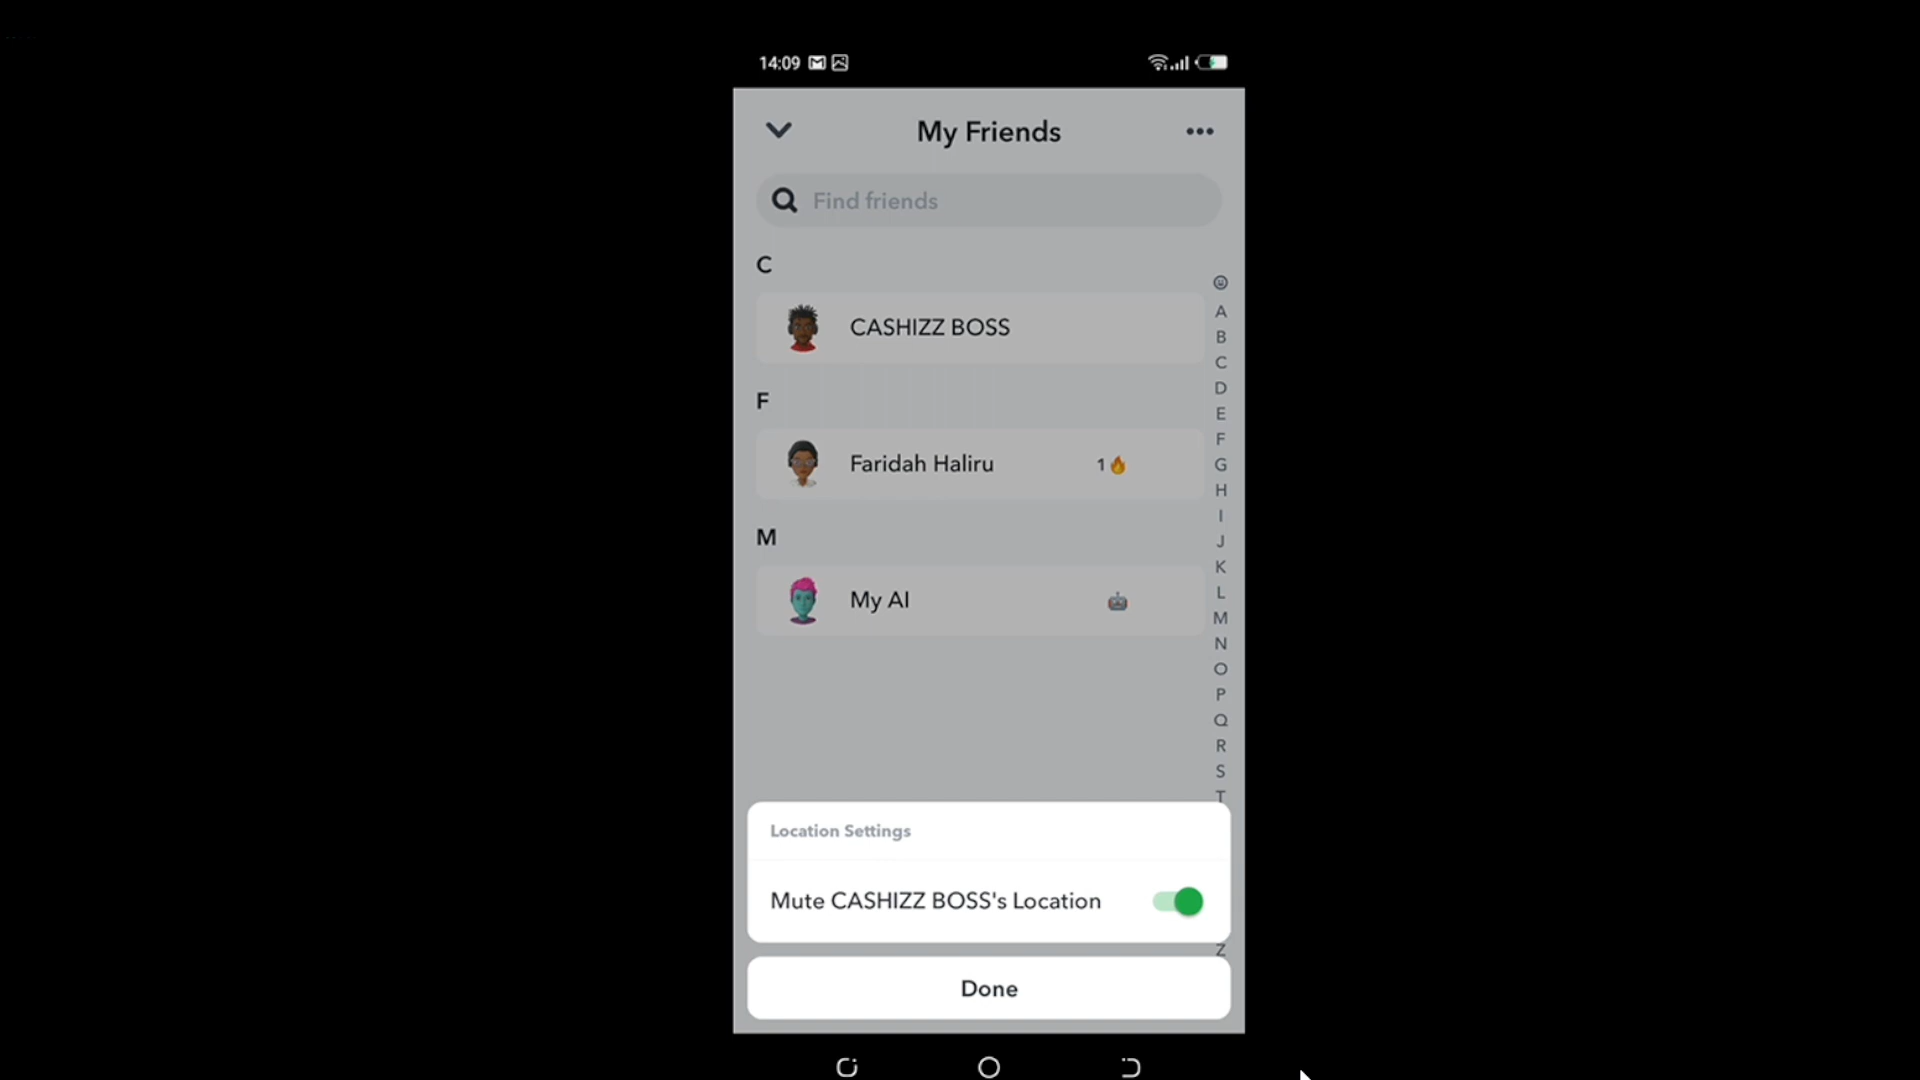 14:09
My Friends
Find friends
C
CASHIZZ BOSS
F
Faridah Haliru
1
M
My AI
A
B
C
D
E
F
G
H
I
J
K
L
M
N
O
P
Q
R
S
T
Z
Location Settings
Mute CASHIZZ BOSS's Location
Done